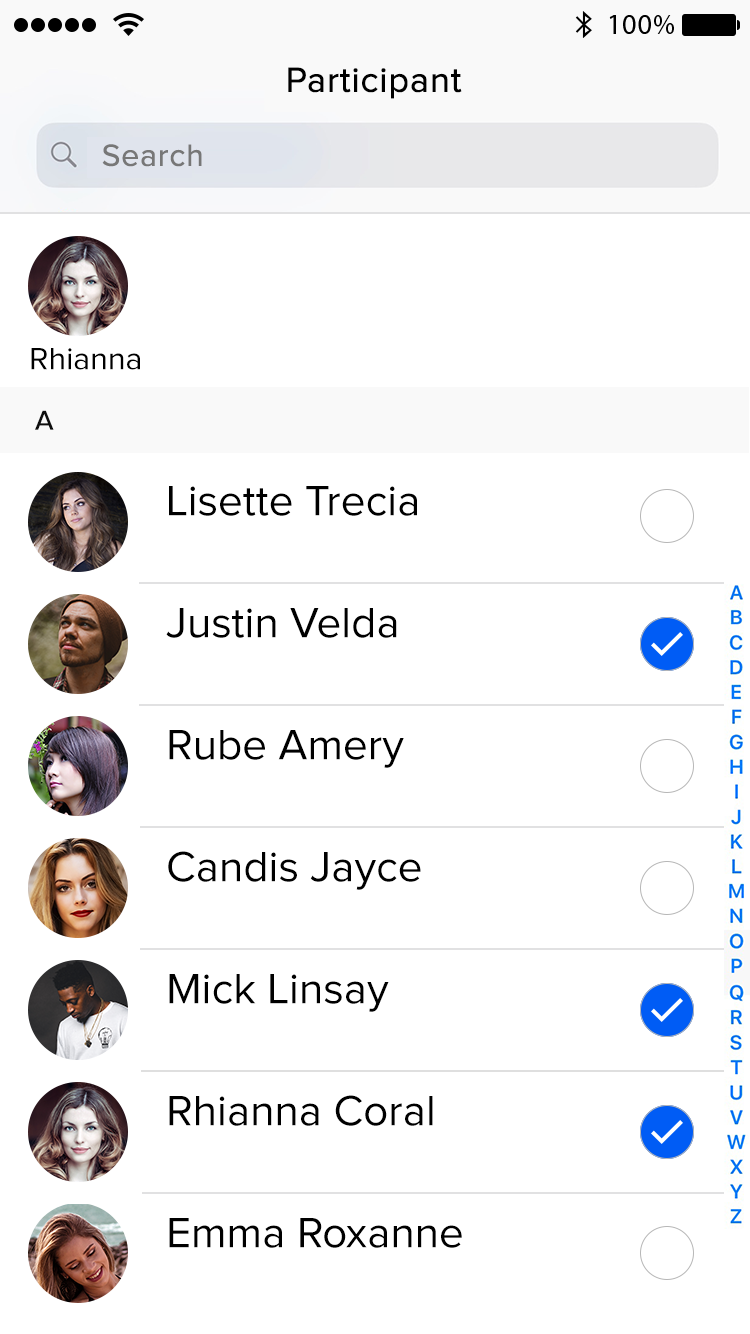 100%
Participant
Search
Rhianna
A
Lisette Trecia
Justin Velda
Rube Amery
Candis Jayce
Mick Linsay
Rhianna Coral
Emma Roxanne
A
B
C
D
E
F
G
H
I
J
K
L
M
N
O
P
Q
R
S
T
U
V
W
X
Y
Z